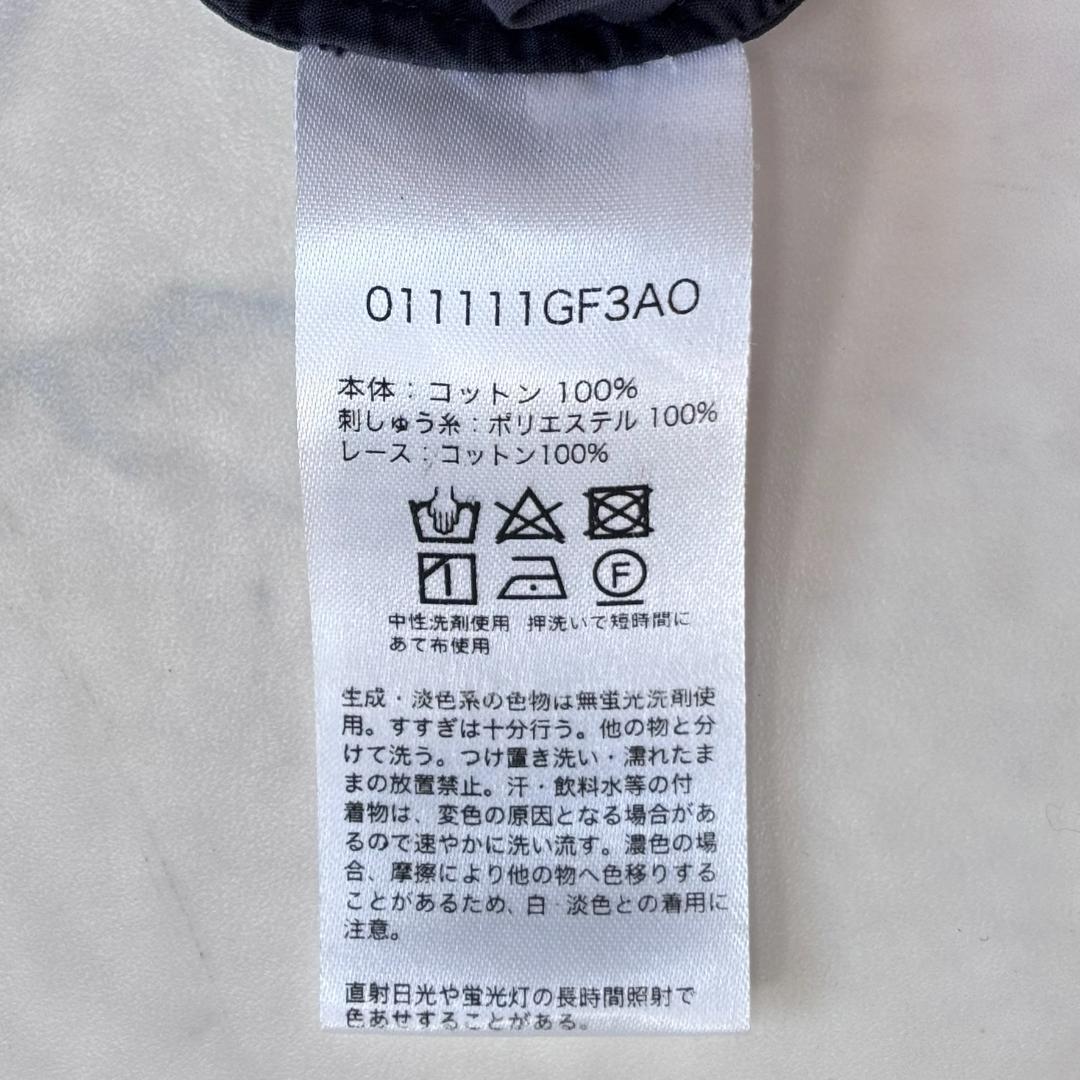 011111GF3AO
本体：コットン 100%
刺しゅう糸：ポリエステル 100%
レース：コットン100%
F
中性洗剤使用 押洗いで短時間に
あて布使用
生成・淡色系の色物は無蛍光洗剤使
用。すすぎは十分行う。他の物と分
けて洗う。つけ置き洗い・濡れたま
まの放置禁止。汗・飲料水等の付
着物は、変色の原因となる場合があ
るので速やかに洗い流す。濃色の場
合、摩擦により他の物へ色移りする
ことがあるため、白・淡色との着用に
注意。
直射日光や蛍光灯の長時間照射で
色あせすることがある。